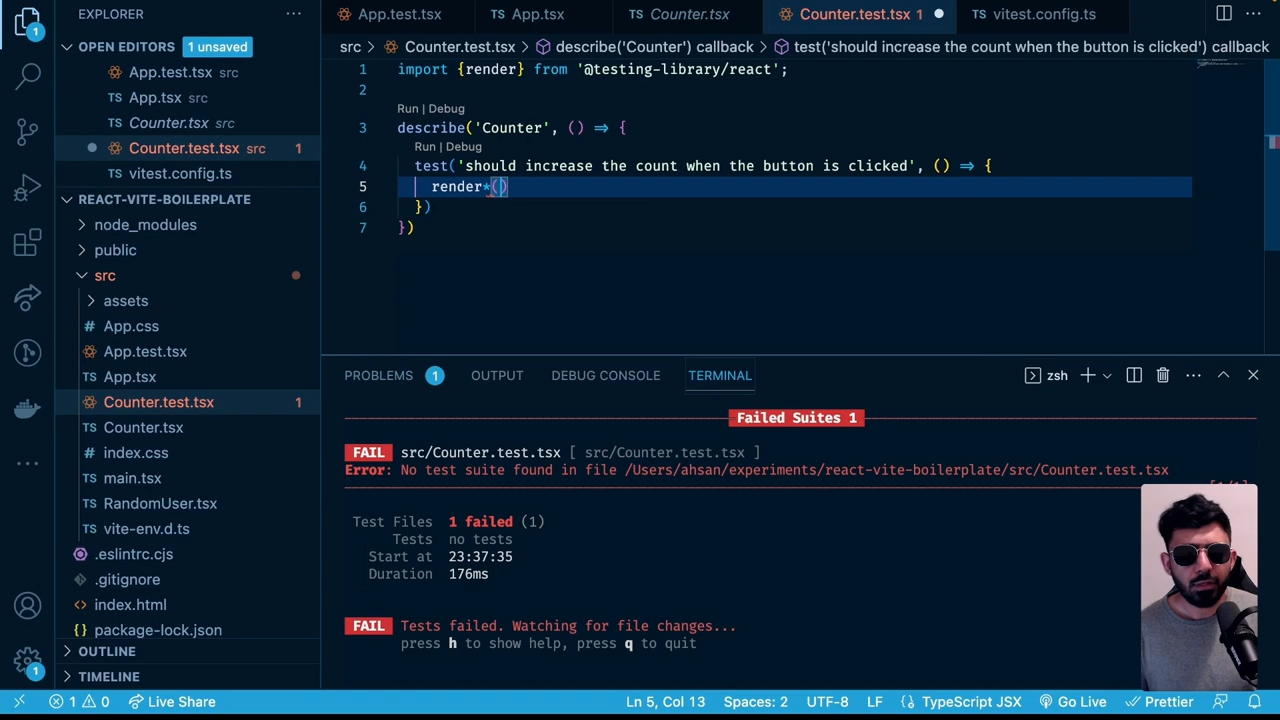 EXPLORER
OPEN EDITORS 1 unsaved
App.test.tsx src
App.tsx src
Counter.tsx src
Counter.test.tsx src 1
vitest.config.ts
REACT-VITE-BOILERPLATE
node_modules
public
src
assets
App.css
App.test.tsx
App.tsx
Counter.test.tsx 1
Counter.tsx
index.css
main.tsx
RandomUser.tsx
vite-env.d.ts
.eslintrc.cjs
.gitignore
index.html
package-lock.json
OUTLINE
TIMELINE
1
1
App.test.tsx TS App.tsx TS Counter.tsx Counter.test.tsx 1 TS vitest.config.ts
src > Counter.test.tsx > describe('Counter') callback > test('should increase the count when the button is clicked') callback
1 import {render} from '@testing-library/react';
2
Run | Debug
3 describe('Counter', () => {
Run | Debug
4 test('should increase the count when the button is clicked', () => {
5 render*()
6 })
7 })
PROBLEMS 1 OUTPUT DEBUG CONSOLE TERMINAL zsh
Failed Suites 1
FAIL src/Counter.test.tsx [ src/Counter.test.tsx ]
Error: No test suite found in file /Users/ahsan/experiments/react-vite-boilerplate/src/Counter.test.tsx
Test Files 1 failed (1)
Tests no tests
Start at 23:37:35
Duration 176ms
FAIL Tests failed. Watching for file changes...
press h to show help, press q to quit
1 0 Live Share Ln 5, Col 13 Spaces: 2 UTF-8 LF TypeScript JSX Go Live Prettier